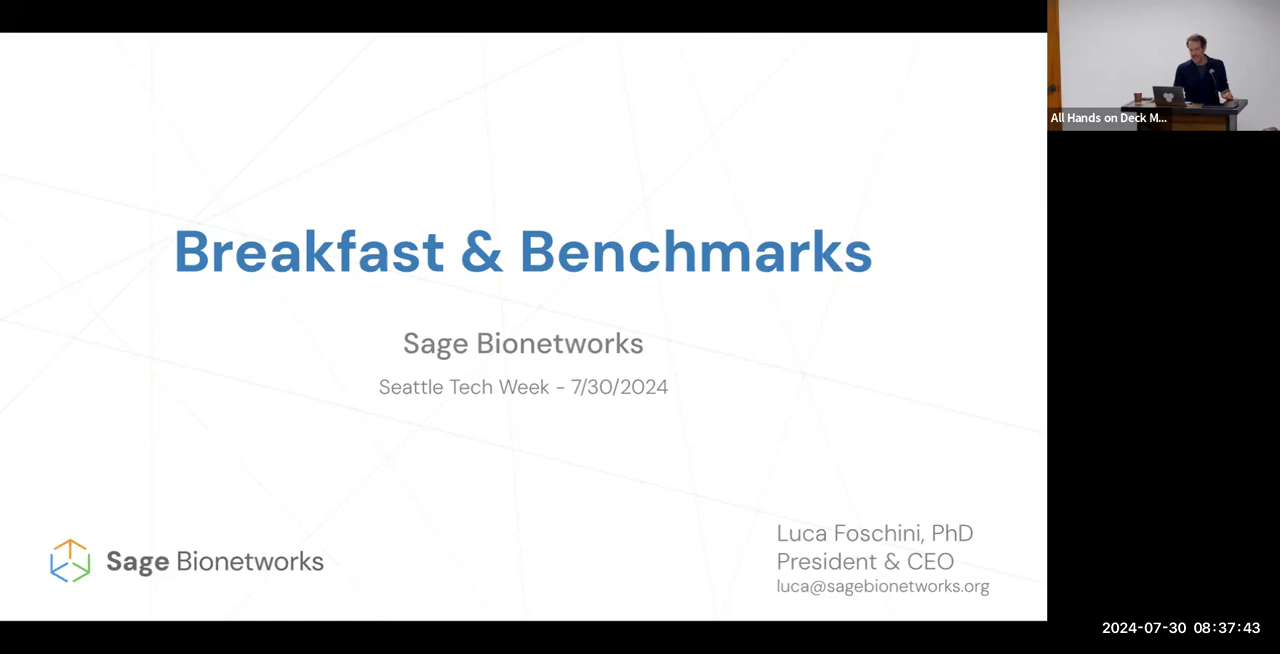 All Hands on Deck M...
Breakfast & Benchmarks
Sage Bionetworks
Seattle Tech Week - 7/30/2024
Sage Bionetworks
Luca Foschini, PhD
President & CEO
luca@sagebionetworks.org
2024-07-30 08:37:43